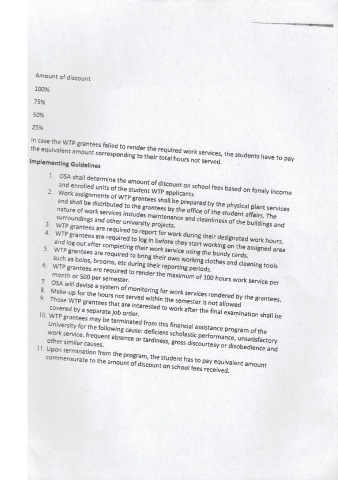 Amount of discount
100%
75%
50%
25%
In case the WTP grantees failed to render the required work services, the students have to pay
the equivalent amount corresponding to their total hours not served.
Implementing Guidelines
1. OSA shall determine the amount of discount on school fees based on family income
and enrolled units of the student WTP applicants
2. Work assignments of WTP grantees shall be prepared by the physical plant services
and shall be distributed to the grantees by the office of the student affairs. The
nature of work services includes maintenance and cleanliness of the buildings and
surroundings and other university projects.
3. WTP grantees are required to report for work during their designated work hours.
4. WTP grantees are required to log in before they start working on the assigned area
and log out after completing their work service using the bundy cards.
5. WTP grantees are required to bring their own working clothes and cleaning tools
such as bolos, brooms, etc during their reporting periods.
6. WTP grantees are required to render the maximum of 100 hours work service per
month or 500 per semester.
7. OSA will devise a system of monitoring for work services rendered by the grantees.
8. Make-up for the hours not served within the semester is not allowed.
9. Those WTP grantees that are interested to work after the final examination shall be
covered by a separate job order.
10. WTP grantees may be terminated from this financial assistance program of the
University for the following cause: deficient scholastic performance, unsatisfactory
work service, frequent absence or tardiness, gross discourtesy or disobedience and
other similar causes.
11. Upon termination from the program, the student has to pay equivalent amount
commensurate to the amount of discount on school fees received.